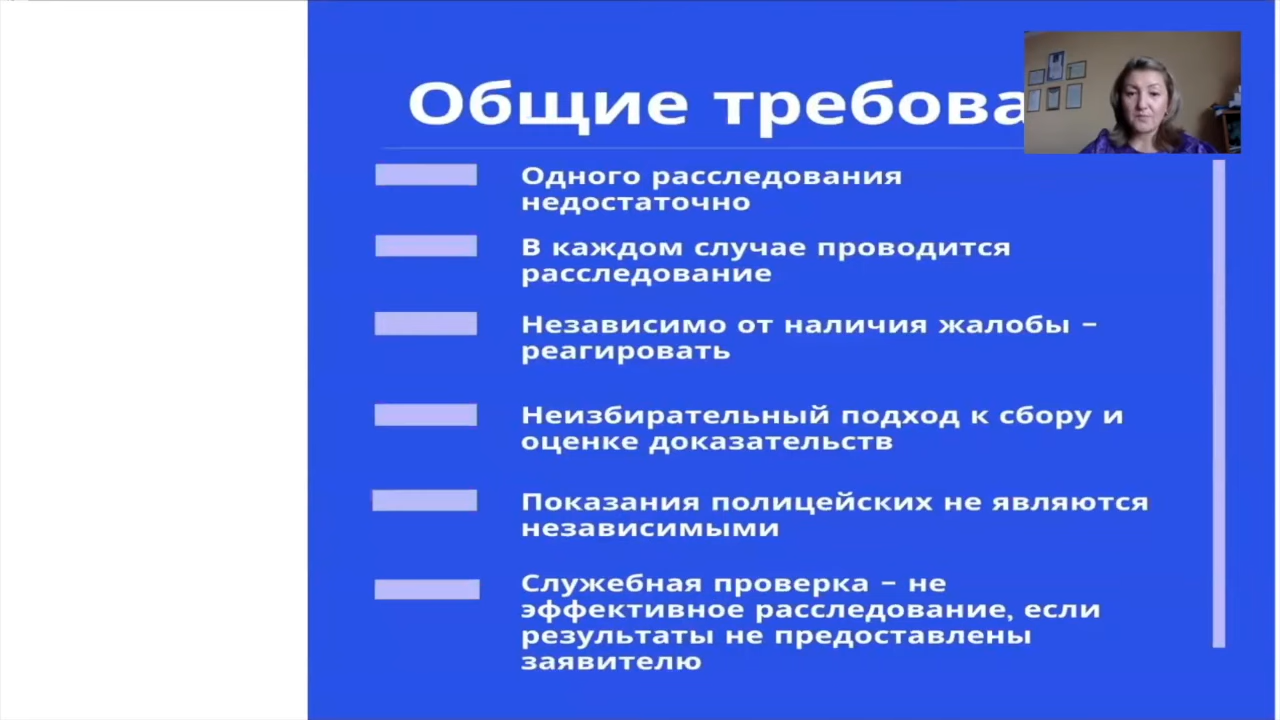 Общие
Одного расследования
недостаточно
В каждом случае проводится
расследование
Независимо от наличия жалобы –
реагировать
Неизбирательный подход к сбору и
оценке доказательств
Показания полицейских не являются
независимыми
Служебная проверка – не
эффективное расследование, если
результаты не предоставлены
заявителю